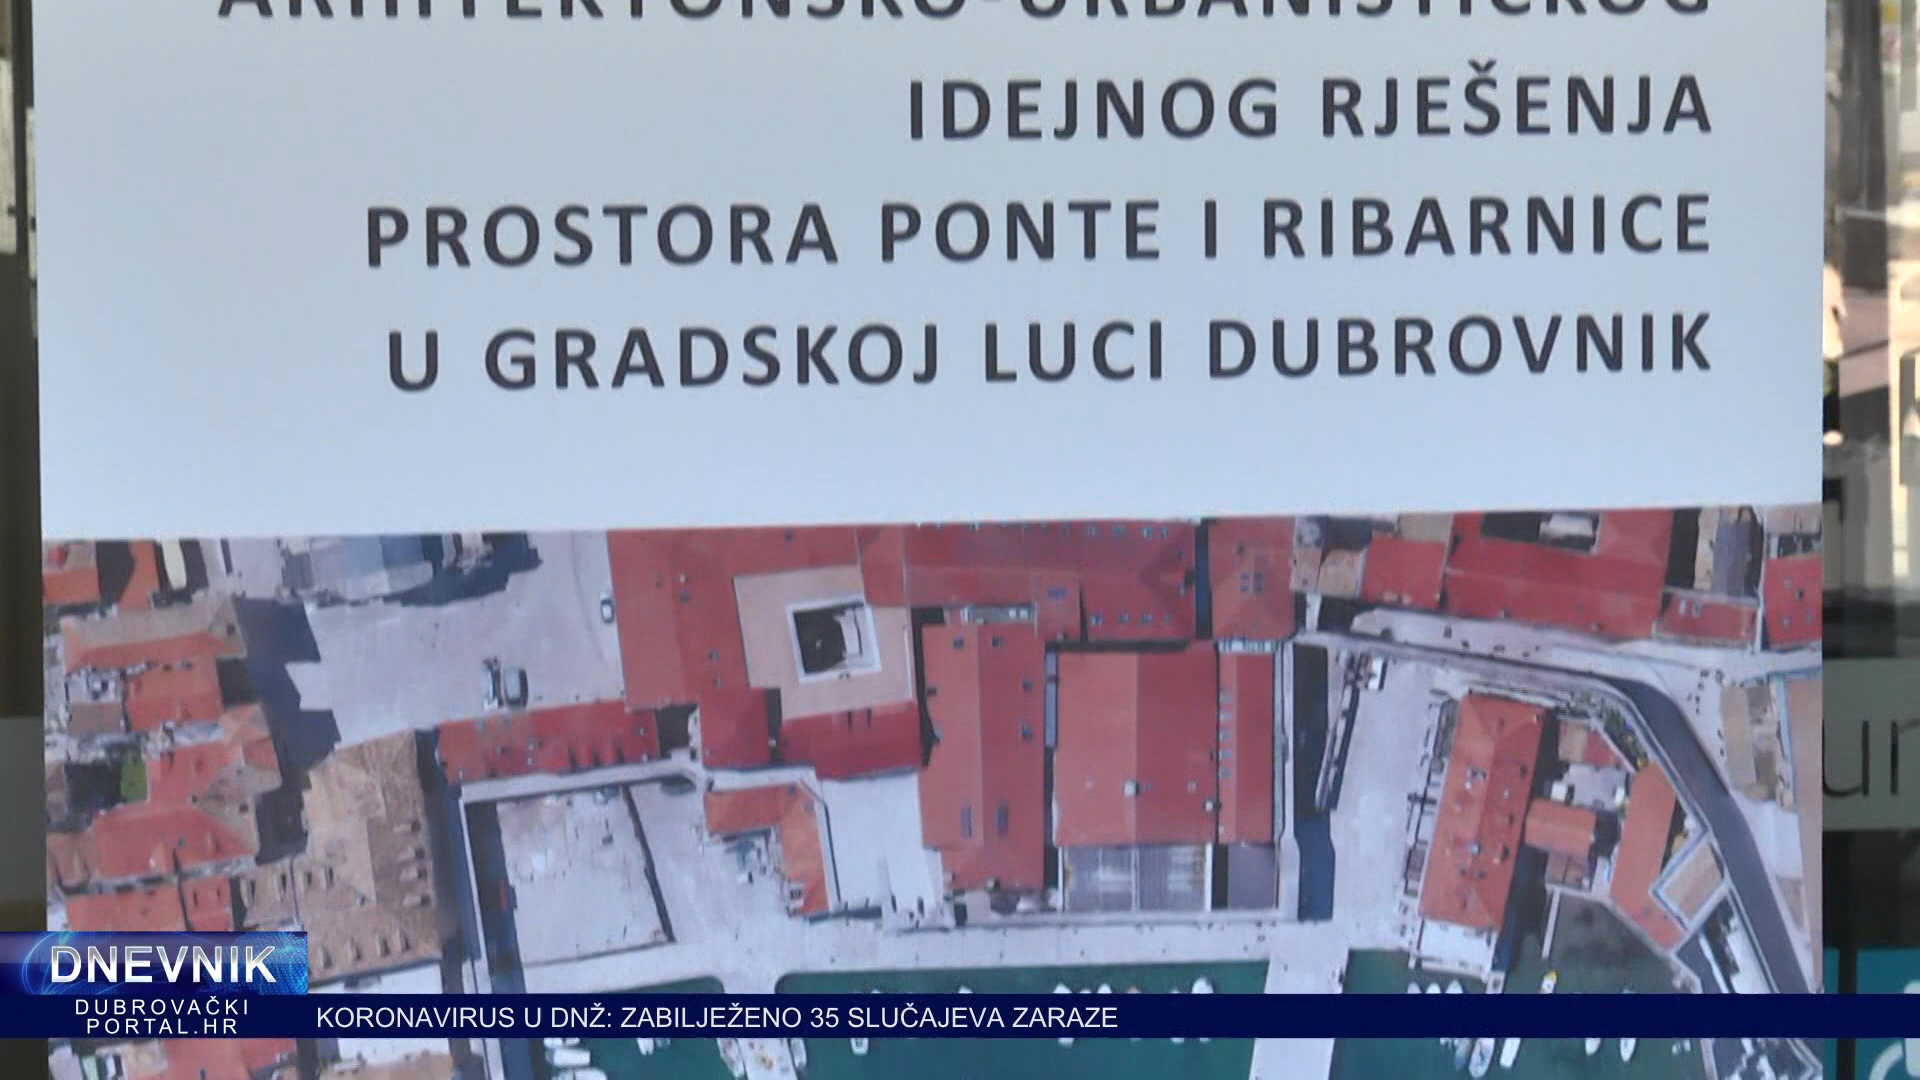 ARHITEKTONSKO-URBANISTIČKOG
IDEJNOG RJEŠENJA
PROSTORA PONTE I RIBARNICE
U GRADSKOJ LUCI DUBROVNIK
DNEVNIK
DUBROVAČKI
PORTAL.HR
KORONAVIRUS U DNŽ: ZABILJEŽENO 35 SLUČAJEVA ZARAZE